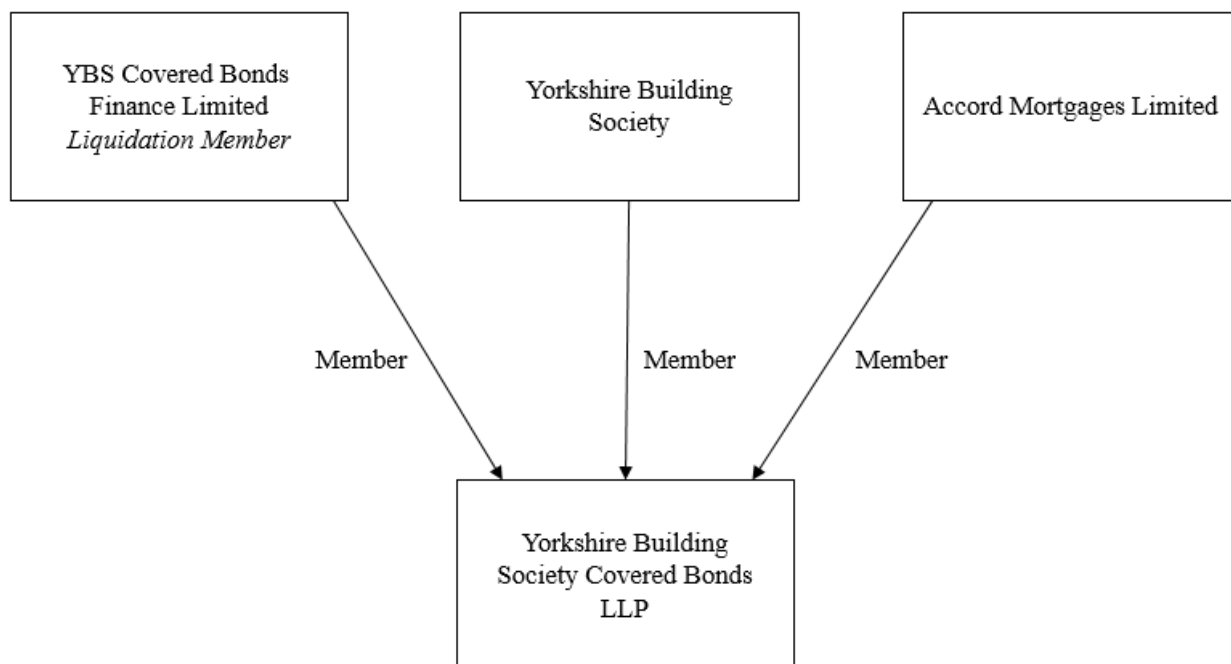 YBS Covered Bonds
Finance Limited
Liquidation Member
Yorkshire Building
Society
Accord Mortgages Limited
Member
Member
Member
Yorkshire Building
Society Covered Bonds
LLP